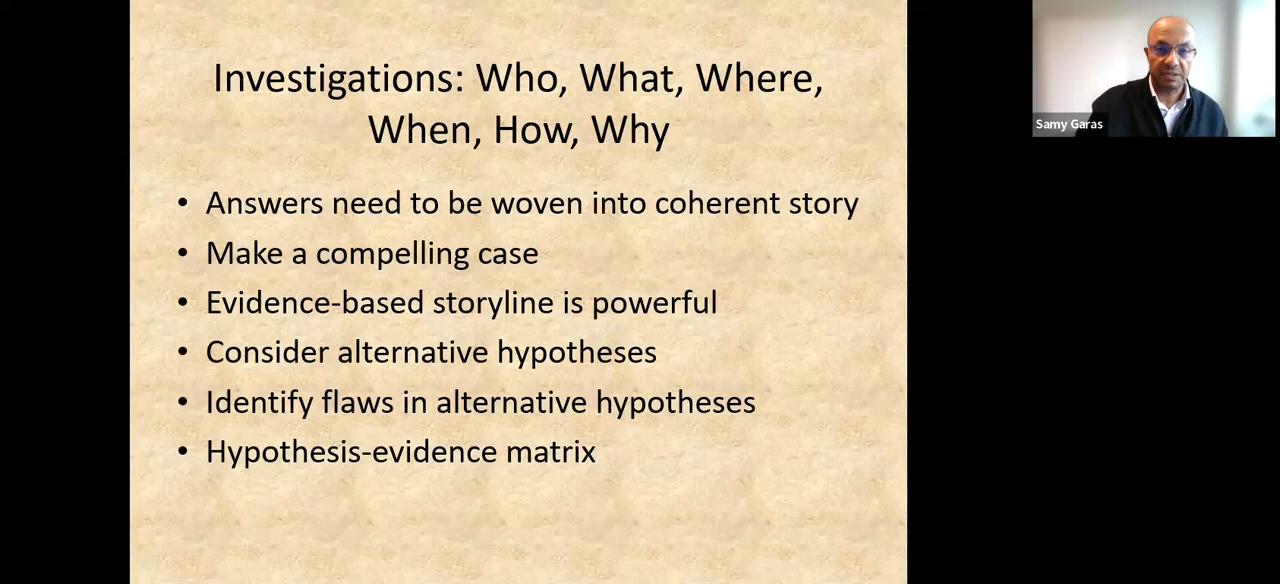 Investigations: Who, What, Where,
When, How, Why
• Answers need to be woven into coherent story
• Make a compelling case
• Evidence-based storyline is powerful
• Consider alternative hypotheses
• Identify flaws in alternative hypotheses
• Hypothesis-evidence matrix
Samy Garas